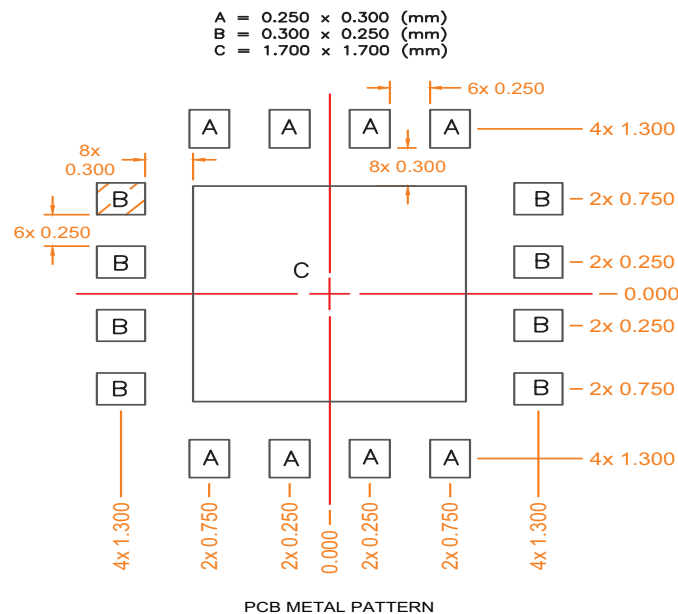 A = 0.250 x 0.300 (mm)
B = 0.300 x 0.250 (mm)
C = 1.700 x 1.700 (mm)
6x 0.250
A A A A
4x 1.300
8x
0.300
8x 0.300
B
B
2x 0.750
6x 0.250
B
B
2x 0.250
C
0.000
B
B
2x 0.250
B
B
2x 0.750
A A A A
4x 1.300
4x 1.300
2x 0.750
2x 0.250
0.000
2x 0.250
2x 0.750
4x 1.300
PCB METAL PATTERN